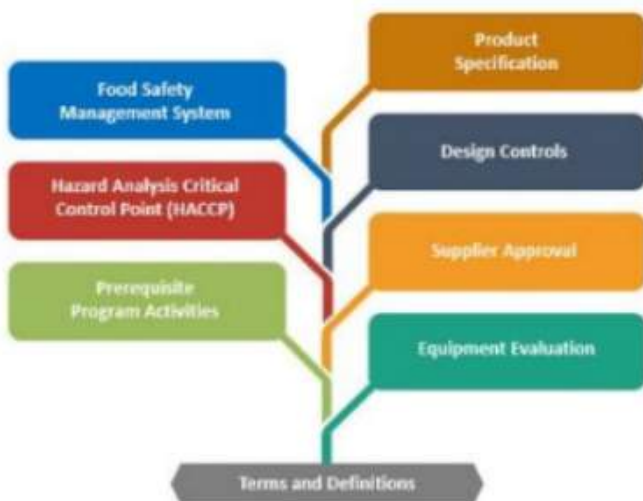 Product
Specification
Food Safety
Management System
Design Controls
Hazard Analysis Critical
Control Point (HACCP)
Supplier Approval
Prerequisite
Program Activities
Equipment Evaluation
Terms and Definitions